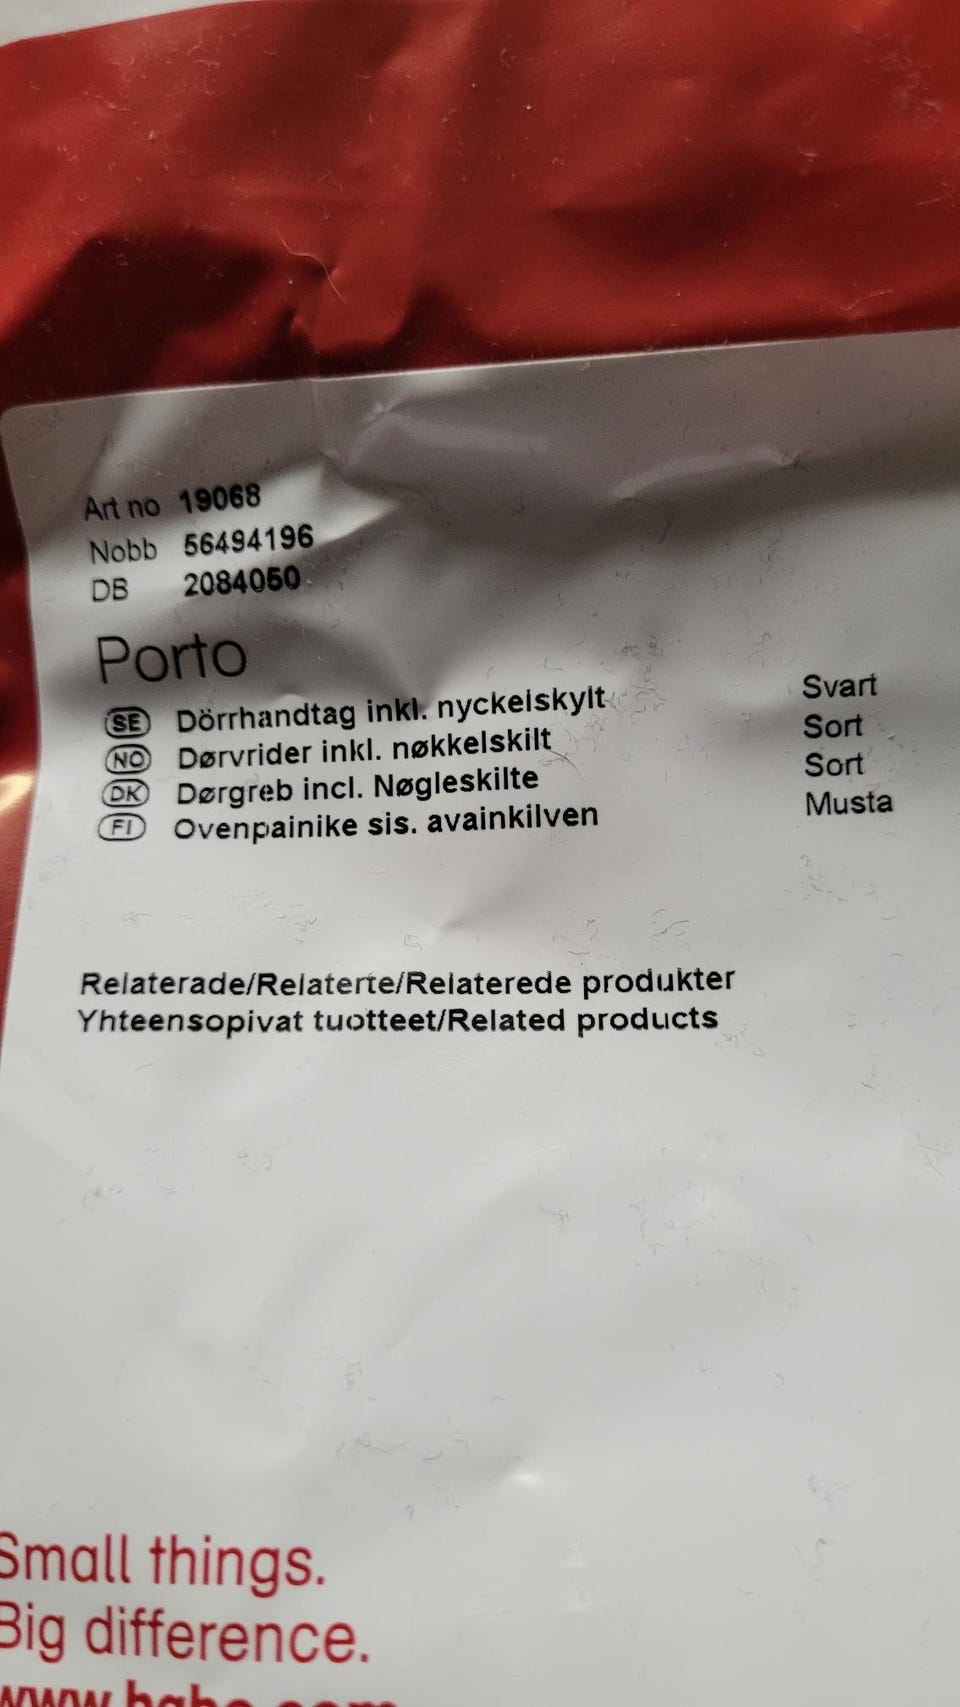 Art no 19068
Nobb 56494196
DB 2084050
Porto
SE Dörrhandtag inkl. nyckelskylt Svart
NO Dørvrider inkl. nøkkelskilt Sort
DK Dørgreb incl. Nøgleskilte Sort
FI Ovenpainike sis. avainkilven Musta
Relaterade/Relaterte/Relaterede produkter
Yhteensopivat tuotteet/Related products
Small things.
Big difference.